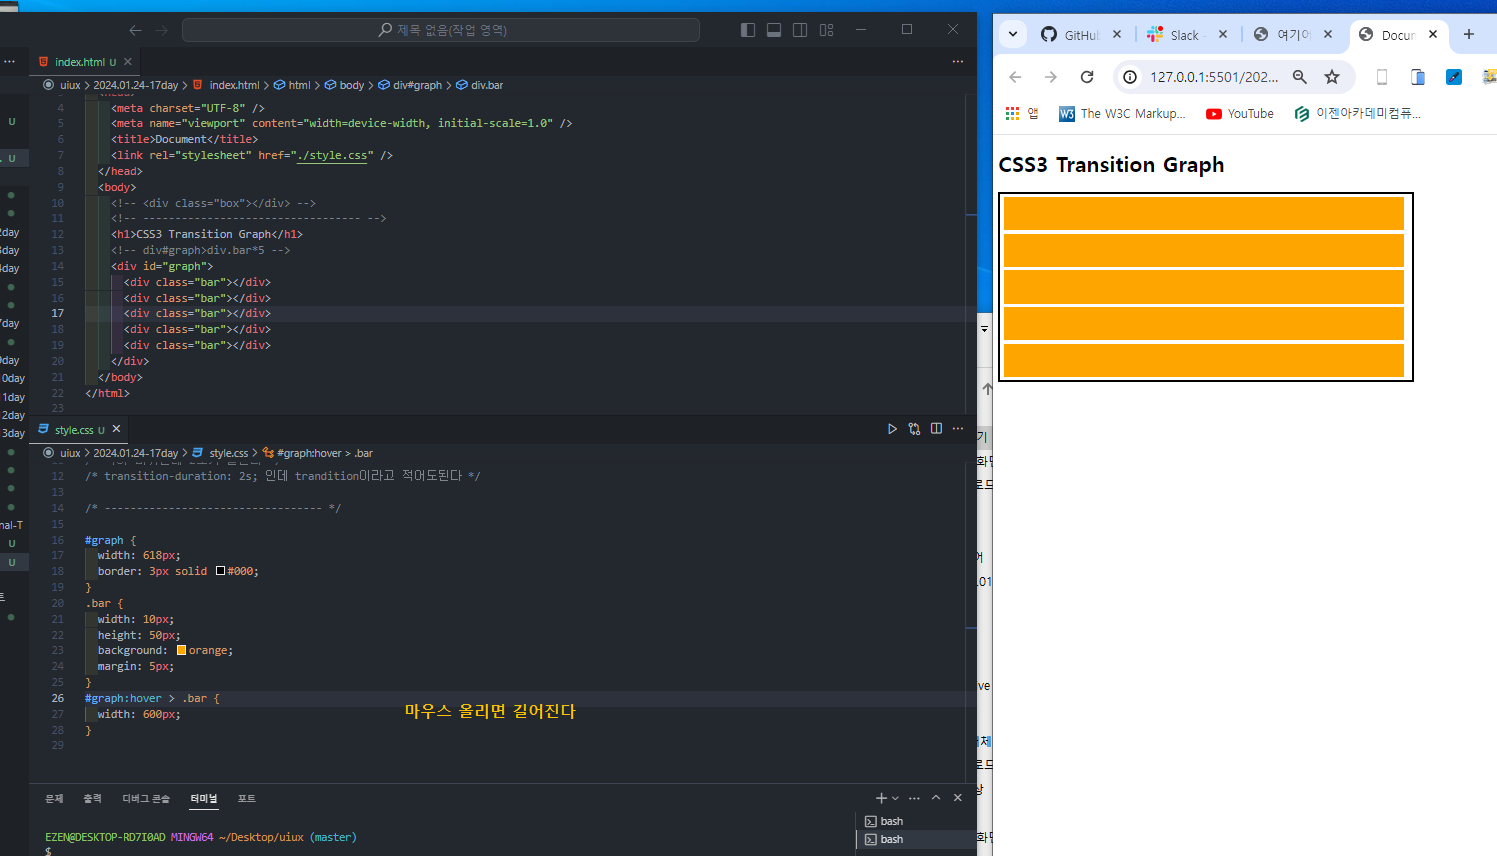 제목 없음(작업 영역)
index.html U
uiux > 2024.01.24-17day > index.html > html > body > div#graph > div.bar
4 <meta charset="UTF-8" />
5 <meta name="viewport" content="width=device-width, initial-scale=1.0" />
6 <title>Document</title>
7 <link rel="stylesheet" href="./style.css" />
8 </head>
9 <body>
10 <!-- <div class="box"></div> -->
11 <!-- ---------------------------------- -->
12 <h1>CSS3 Transition Graph</h1>
13 <!-- div#graph>div.bar*5 -->
14 <div id="graph">
15 <div class="bar"></div>
16 <div class="bar"></div>
17 <div class="bar"></div>
18 <div class="bar"></div>
19 <div class="bar"></div>
20 </div>
21 </body>
22 </html>
23
style.css U
uiux > 2024.01.24-17day > style.css > #graph:hover > .bar
12 /* transition-duration: 2s; 인데 trandition이라고 적어도된다 */
13
14 /* ---------------------------------- */
15
16 #graph {
17 width: 618px;
18 border: 3px solid #000;
19 }
20 .bar {
21 width: 10px;
22 height: 50px;
23 background: orange;
24 margin: 5px;
25 }
26 #graph:hover > .bar {
27 width: 600px;
28 }
29
마우스 올리면 길어진다
문제 출력 디버그 콘솔 터미널 포트
EZEN@DESKTOP-RD7I0AD MINGW64 ~/Desktop/uiux (master)
$
bash
bash
U
U
2day
3day
4day
7day
9day
10day
11day
12day
13day
nal-T
U
U
트
GitHub
Slack
여기어
Docum
127.0.0.1:5501/202...
앱
The W3C Markup...
YouTube
이젠아카데미컴퓨...
CSS3 Transition Graph